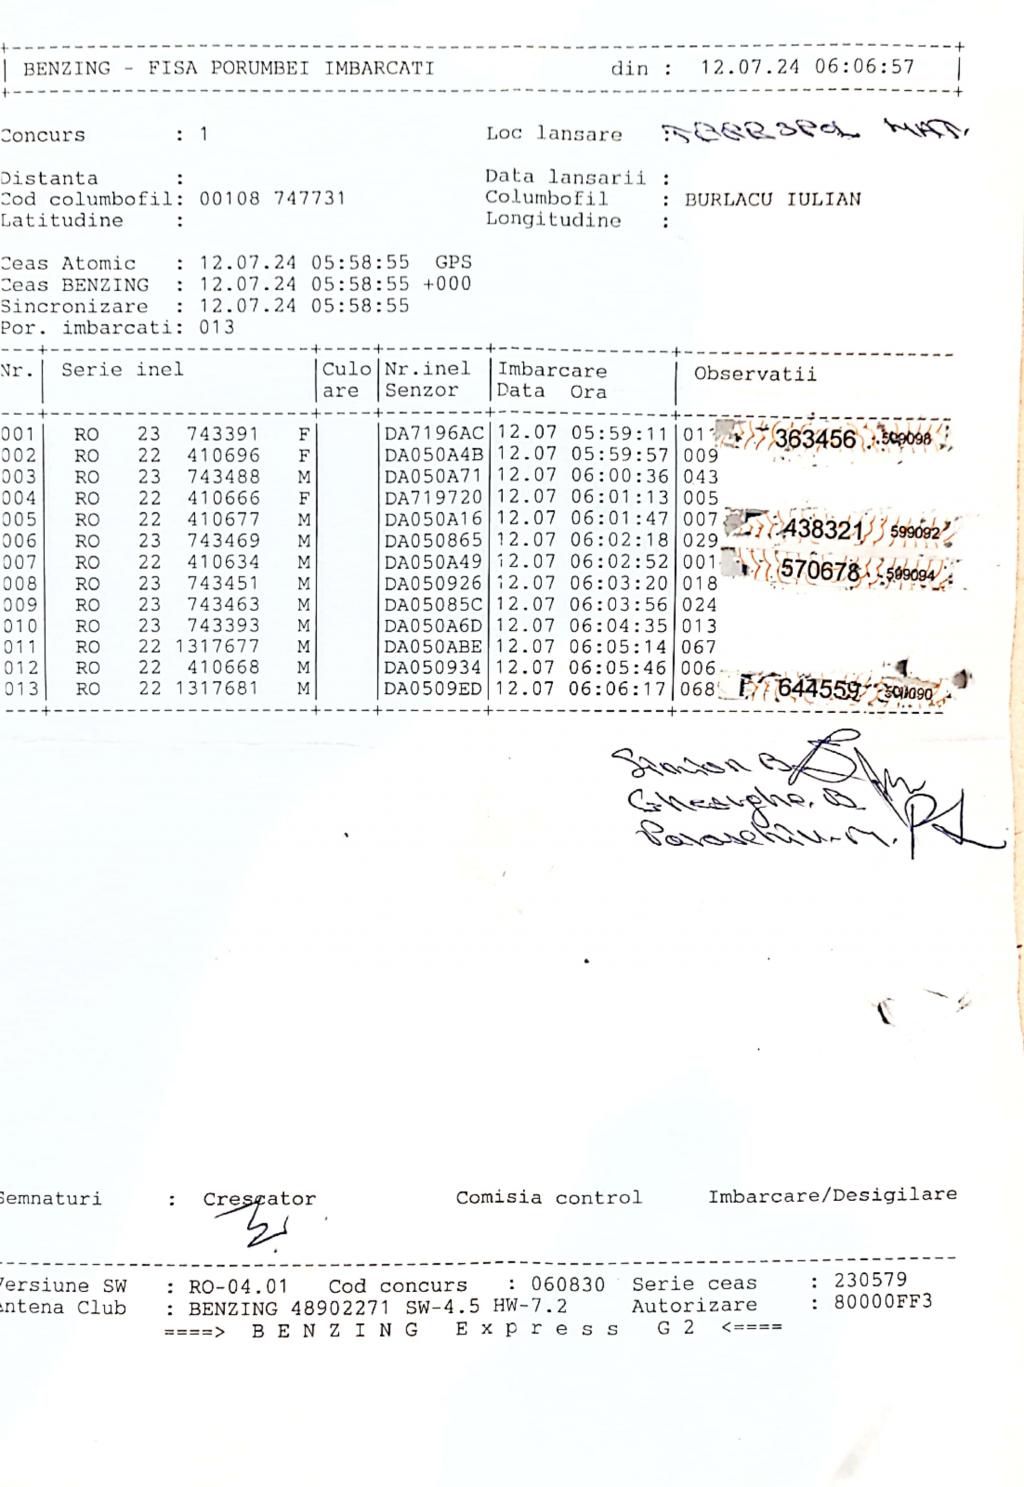 BENZING - FISA PORUMBEI IMBARCATI din : 12.07.24 06:06:57
Concurs : 1 Loc lansare :
Distanta : Data lansarii :
Cod columbofil: 00108 747731 Columbofil : BURLACU IULIAN
Latitudine : Longitudine :
Ceas Atomic : 12.07.24 05:58:55 GPS
Ceas BENZING : 12.07.24 05:58:55 +000
Sincronizare : 12.07.24 05:58:55
Por. imbarcati: 013
Nr. Serie inel Culo Nr.inel Imbarcare Observatii
are Senzor Data Ora
001 RO 23 743391 F DA7196AC 12.07 05:59:11 363456
002 RO 22 410696 F DA050A4B 12.07 05:59:57 009
003 RO 23 743488 M DA050A71 12.07 06:00:36 043
004 RO 22 410666 F DA719720 12.07 06:01:13 005
005 RO 22 410677 M DA050A16 12.07 06:01:47 007 438321 599092
006 RO 23 743469 M DA050865 12.07 06:02:18 029
007 RO 22 410634 M DA050A49 12.07 06:02:52 001 570678 599094
008 RO 23 743451 M DA050926 12.07 06:03:20 018
009 RO 23 743463 M DA05085C 12.07 06:03:56 024
010 RO 23 743393 M DA050A6D 12.07 06:04:35 013
011 RO 22 1317677 M DA050ABE 12.07 06:05:14 067
012 RO 22 410668 M DA050934 12.07 06:05:46 006
013 RO 22 1317681 M DA0509ED 12.07 06:06:17 068 644559
Simion B.
Gheorghe. B.
Paraschiv. M.
Semnaturi : Crescator Comisia control Imbarcare/Desigilare
Versiune SW : RO-04.01 Cod concurs : 060830 Serie ceas : 230579
Antena Club : BENZING 48902271 SW-4.5 HW-7.2 Autorizare : 80000FF3
====> B E N Z I N G E x p r e s s G 2 <====